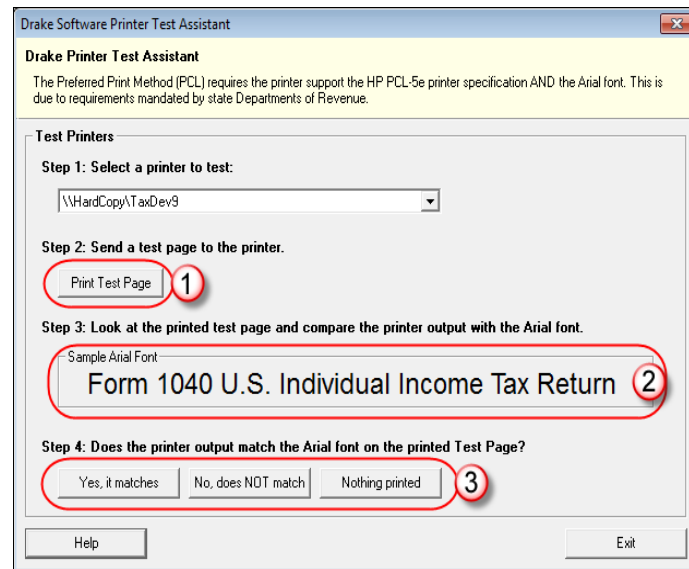 Drake Software Printer Test Assistant
Drake Printer Test Assistant
The Preferred Print Method (PCL) requires the printer support the HP PCL-5e printer specification AND the Arial font. This is
due to requirements mandated by state Departments of Revenue.
Test Printers
Step 1: Select a printer to test:
\\HardCopy\TaxDev9
Step 2: Send a test page to the printer.
Print Test Page 1
Step 3: Look at the printed test page and compare the printer output with the Arial font.
Sample Arial Font
Form 1040 U.S. Individual Income Tax Return 2
Step 4: Does the printer output match the Arial font on the printed Test Page?
Yes, it matches No, does NOT match Nothing printed 3
Help Exit